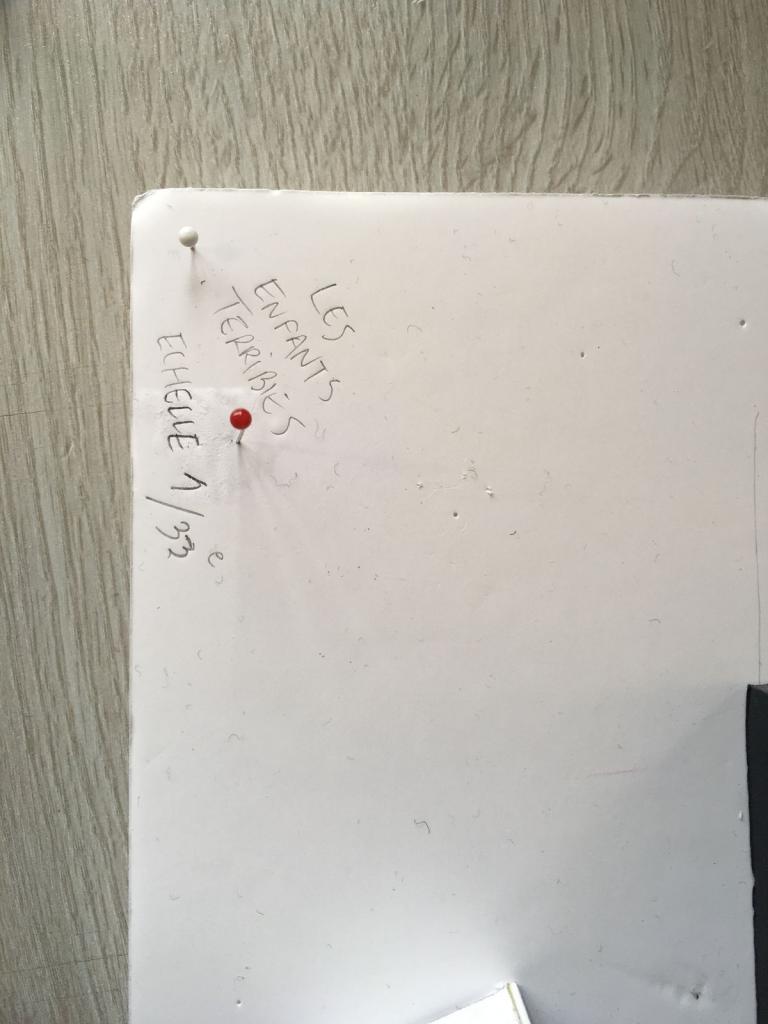 LES
ENFANTS
TERRIBLES
ECHELLE 1/33e